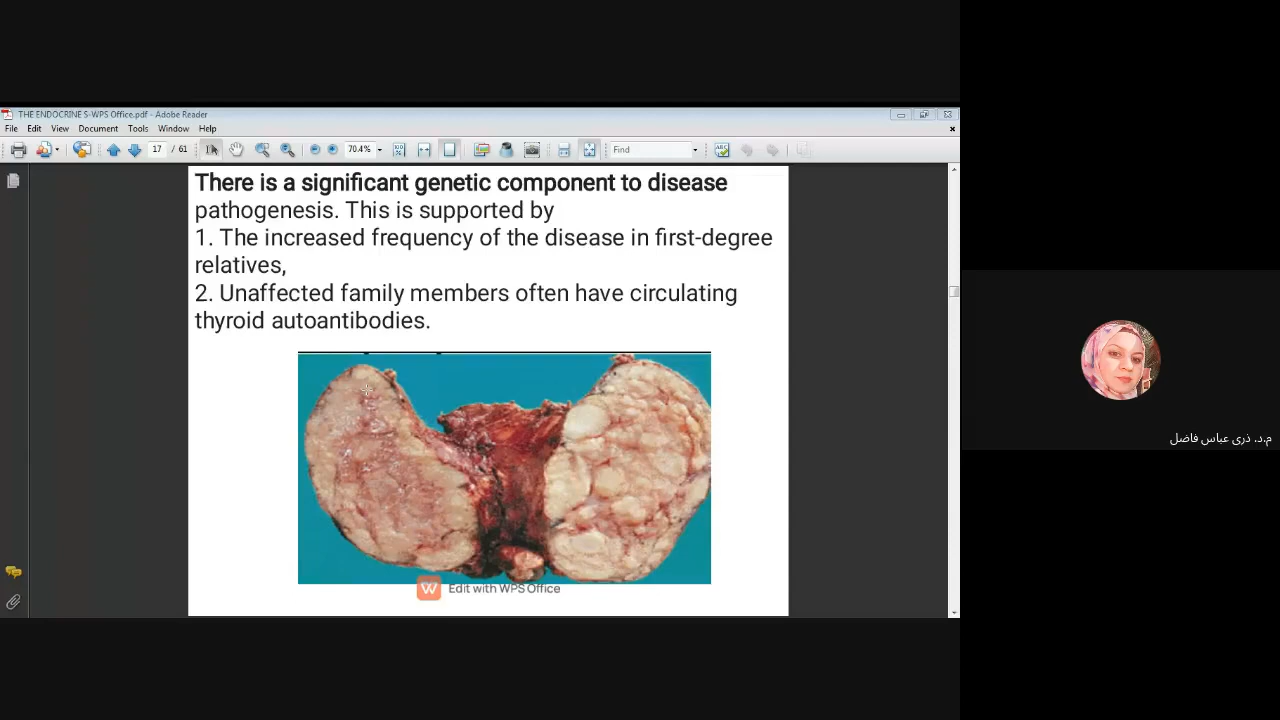 THE ENDOCRINE S-WPS Office.pdf - Adobe Reader
File Edit View Document Tools Window Help
17 / 61 70.4% Find
There is a significant genetic component to disease
pathogenesis. This is supported by
1. The increased frequency of the disease in first-degree
relatives,
2. Unaffected family members often have circulating
thyroid autoantibodies.
Edit with WPS Office
م.د. ذرى عباس فاضل